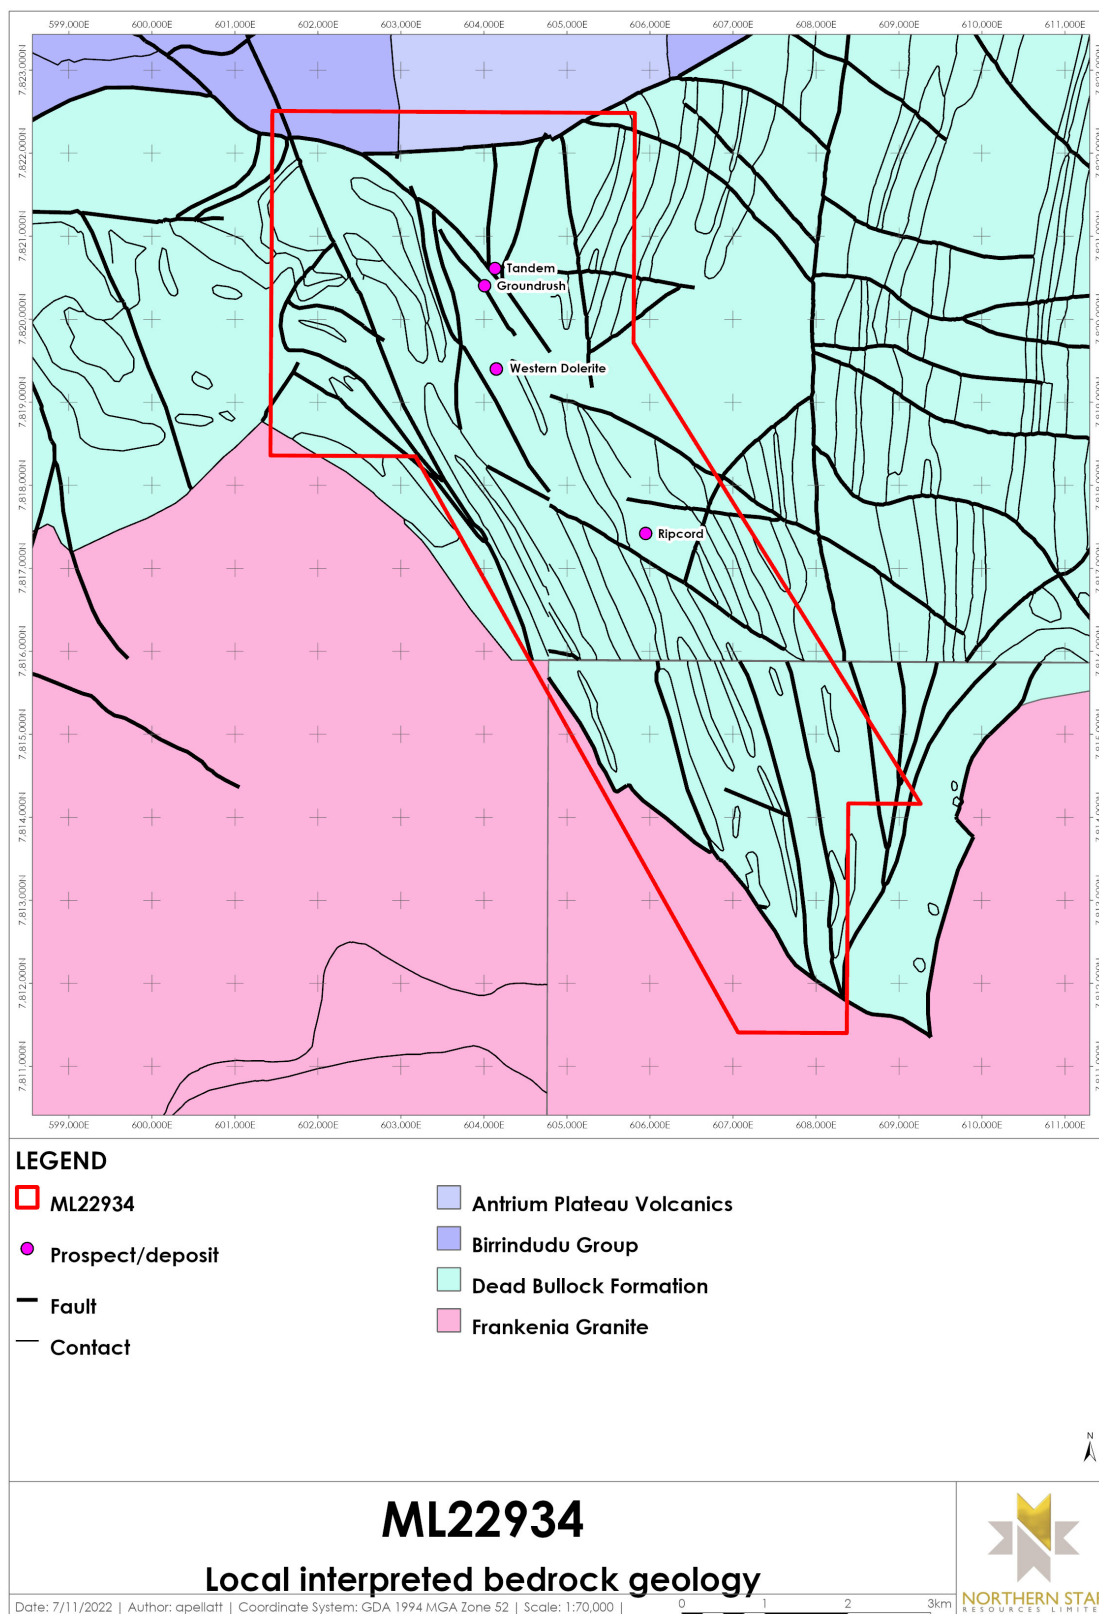 599,000E 600,000E 601,000E 602,000E 603,000E 604,000E 605,000E 606,000E 607,000E 608,000E 609,000E 610,000E 611,000E
7,823,000N
7,822,000N
7,821,000N
7,820,000N
7,819,000N
7,818,000N
7,817,000N
7,816,000N
7,815,000N
7,814,000N
7,813,000N
7,812,000N
7,811,000N
Tandem
Groundrush
Western Dolerite
Ripcord
599,000E 600,000E 601,000E 602,000E 603,000E 604,000E 605,000E 606,000E 607,000E 608,000E 609,000E 610,000E 611,000E
LEGEND
ML22934
Prospect/deposit
Fault
Contact
Antrium Plateau Volcanics
Birrindudu Group
Dead Bullock Formation
Frankenia Granite
N
ML22934
Local interpreted bedrock geology
Date: 7/11/2022 | Author: apellatt | Coordinate System: GDA 1994 MGA Zone 52 | Scale: 1:70,000 |
0 1 2 3km
NORTHERN STAR
RESOURCES LIMITED